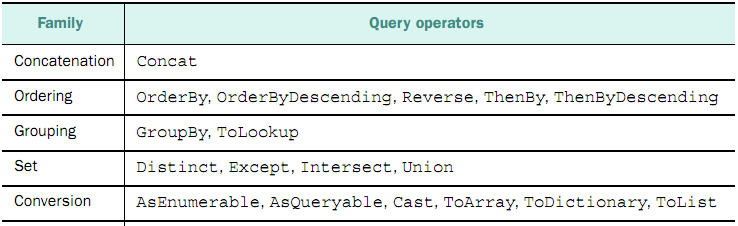 Family Query operators
Concatenation Concat
Ordering OrderBy, OrderByDescending, Reverse, ThenBy, ThenByDescending
Grouping GroupBy, ToLookup
Set Distinct, Except, Intersect, Union
Conversion AsEnumerable, AsQueryable, Cast, ToArray, ToDictionary, ToList